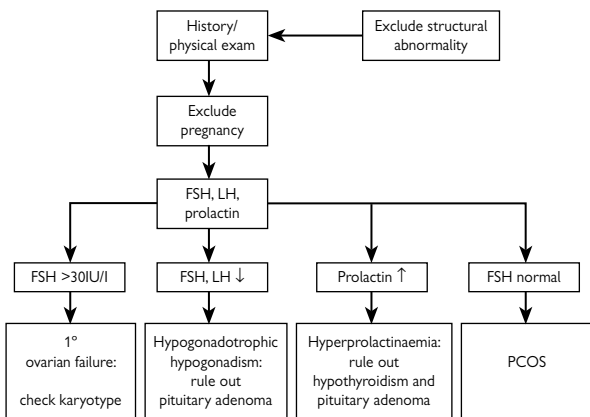 History/
physical exam
Exclude structural
abnormality
Exclude
pregnancy
FSH, LH,
prolactin
FSH >30IU/l
FSH, LH ↓
Prolactin ↑
FSH normal
1º
ovarian failure:
check karyotype
Hypogonadotrophic
hypogonadism:
rule out
pituitary adenoma
Hyperprolactinaemia:
rule out
hypothyroidism and
pituitary adenoma
PCOS